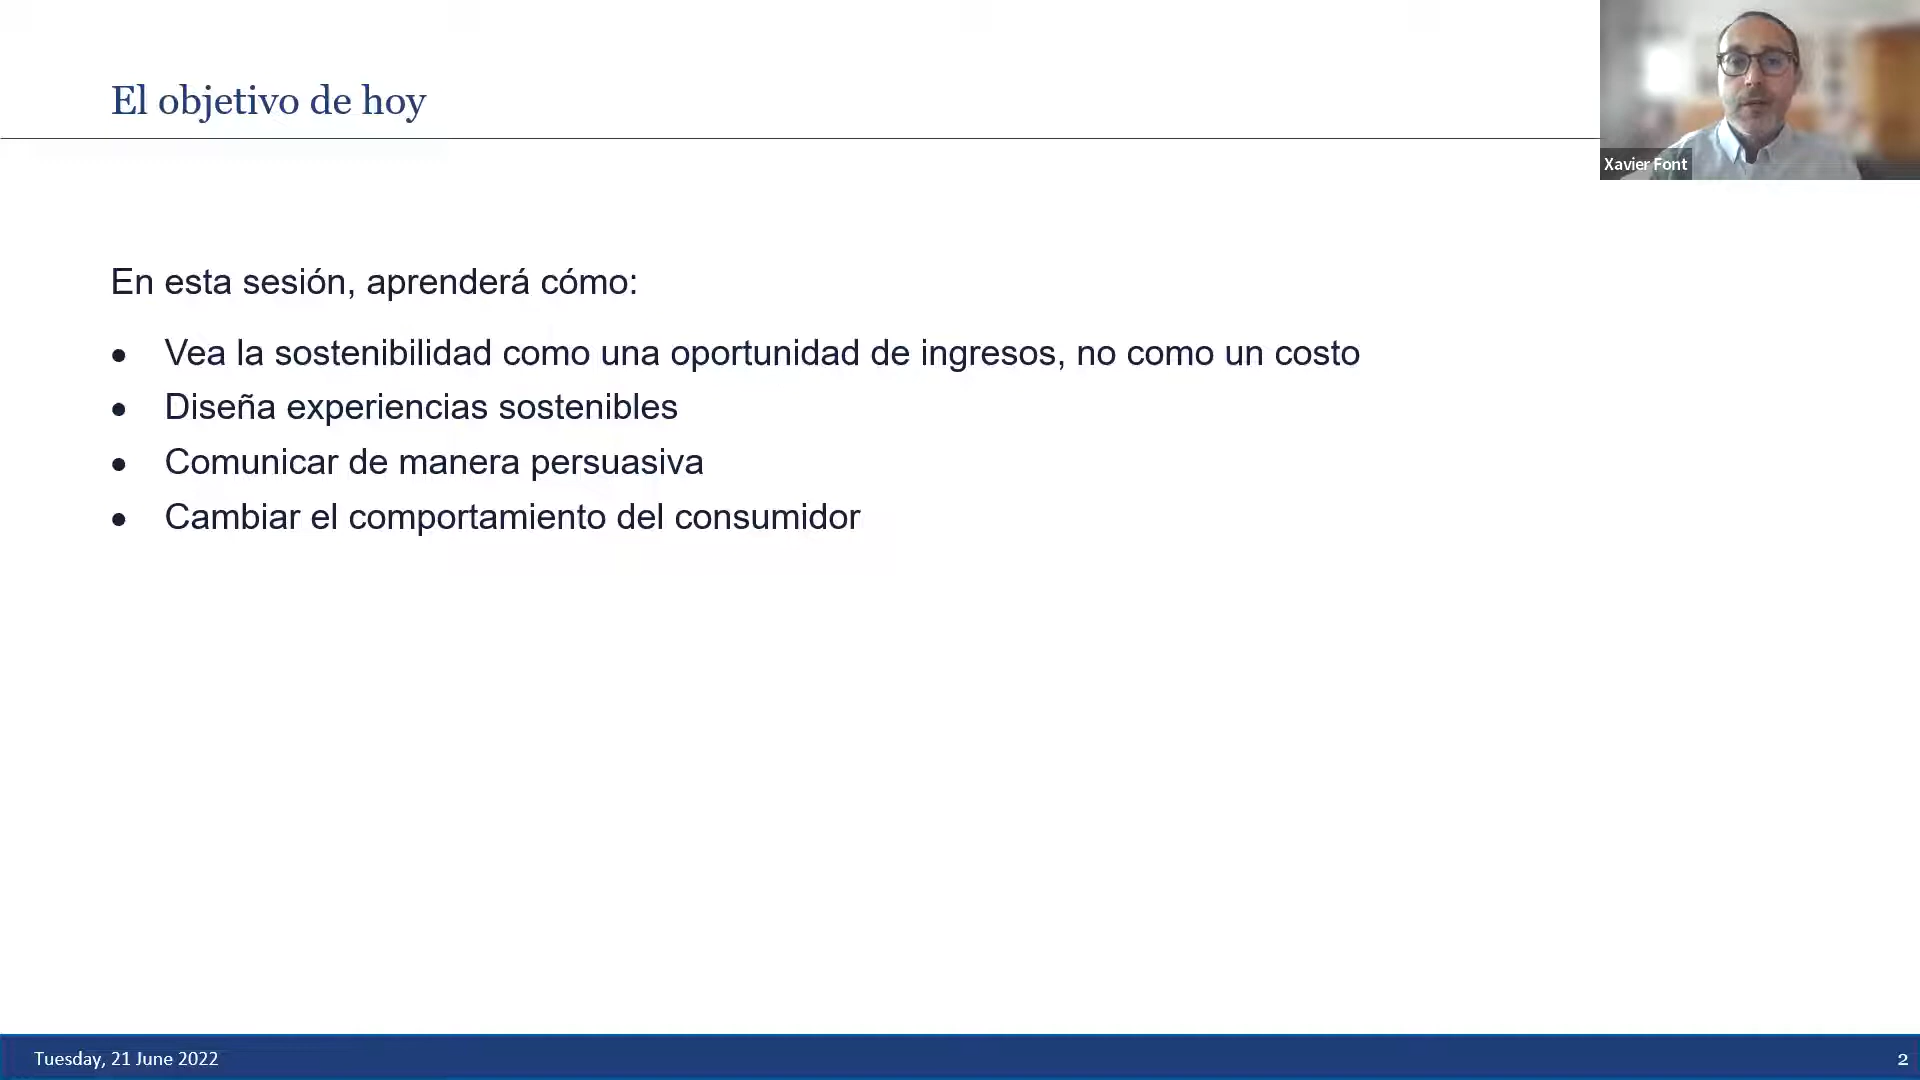 El objetivo de hoy
Xavier Font
En esta sesión, aprenderá cómo:
• Vea la sostenibilidad como una oportunidad de ingresos, no como un costo
• Diseña experiencias sostenibles
• Comunicar de manera persuasiva
• Cambiar el comportamiento del consumidor
Tuesday, 21 June 2022
2